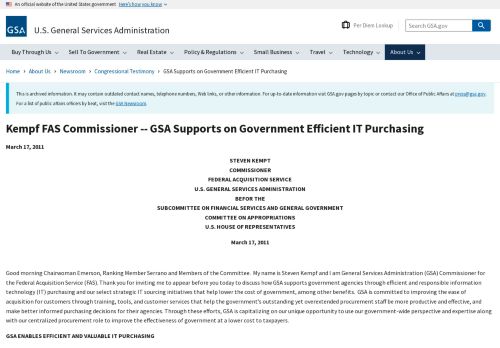 An official website of the United States government Here's how you know
GSA
U.S. General Services Administration
Per Diem Lookup
Search GSA.gov
Buy Through Us
Sell To Government
Real Estate
Policy & Regulations
Small Business
Travel
Technology
About Us
Home › About Us › Newsroom › Congressional Testimony › GSA Supports on Government Efficient IT Purchasing
This is archived information. It may contain outdated contact names, telephone numbers, Web links, or other information. For up-to-date information visit GSA.gov pages by topic or contact our Office of Public Affairs at press@gsa.gov.
For a list of public affairs officers by beat, visit the GSA Newsroom.
Kempf FAS Commissioner -- GSA Supports on Government Efficient IT Purchasing
March 17, 2011
STEVEN KEMPT
COMMISSIONER
FEDERAL ACQUISITION SERVICE
U.S. GENERAL SERVICES ADMINISTRATION
BEFOR THE
SUBCOMMITTEE ON FINANCIAL SERVICES AND GENERAL GOVERNMENT
COMMITTEE ON APPROPRIATIONS
U.S. HOUSE OF REPRESENTATIVES
March 17, 2011
Good morning Chairwoman Emerson, Ranking Member Serrano and Members of the Committee. My name is Steven Kempf and I am General Services Administration (GSA) Commissioner
for the Federal Acquisition Service (FAS). Thank you for inviting me to appear before you today to discuss how GSA supports government agencies through efficient and responsible information
technology (IT) purchasing and our select strategic IT sourcing initiatives that help lower the cost of government, among other benefits. GSA is committed to improving the ease of
acquisition for customers through training, tools, and customer services that help the government's outstanding yet overextended procurement staff be more productive and effective, and
make better informed purchasing decisions for their agencies. Through these efforts, GSA is capitalizing on our unique opportunity to use our government-wide perspective and expertise along
with our centralized procurement role to improve the effectiveness of government at a lower cost to taxpayers.
GSA ENABLES EFFICIENT AND VALUABLE IT PURCHASING